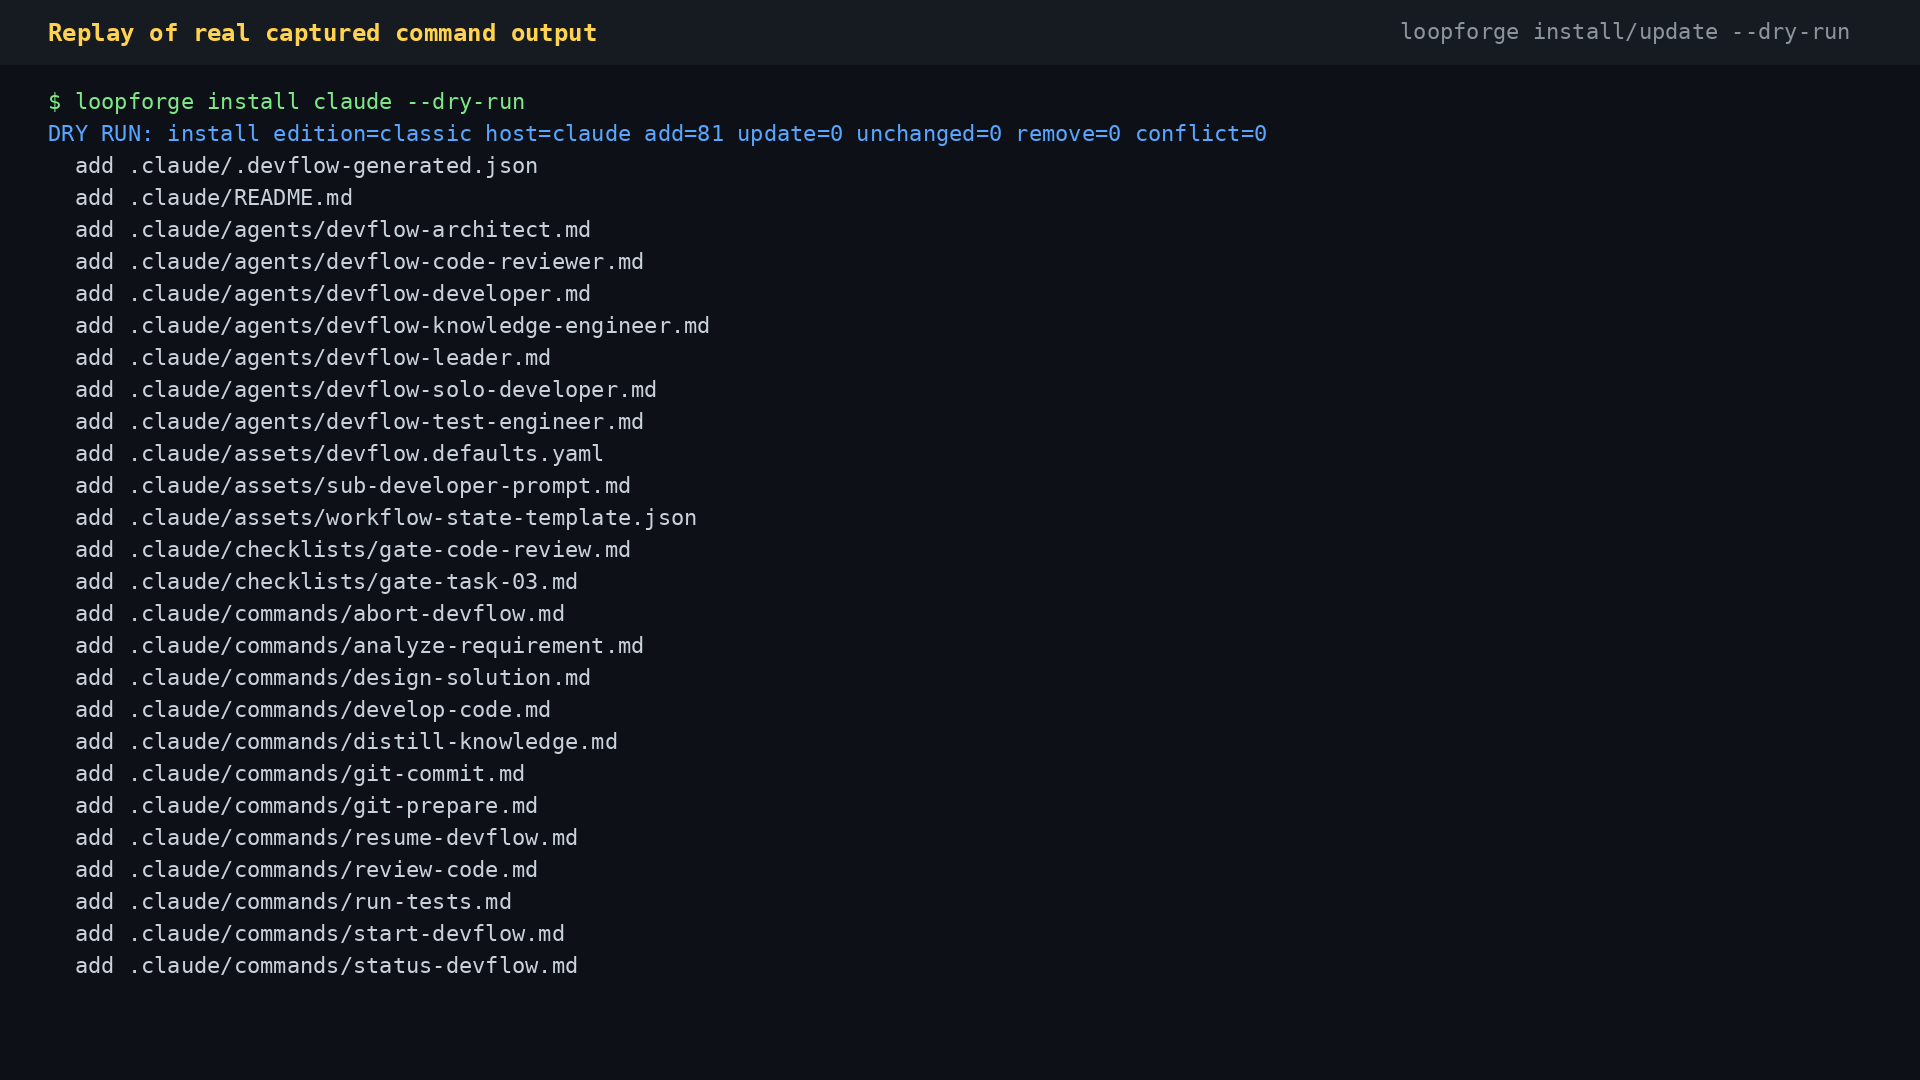 Replay of real captured command output
loopforge install/update --dry-run
$ loopforge install claude --dry-run
DRY RUN: install edition=classic host=claude add=81 update=0 unchanged=0 remove=0 conflict=0
  add .claude/.devflow-generated.json
  add .claude/README.md
  add .claude/agents/devflow-architect.md
  add .claude/agents/devflow-code-reviewer.md
  add .claude/agents/devflow-developer.md
  add .claude/agents/devflow-knowledge-engineer.md
  add .claude/agents/devflow-leader.md
  add .claude/agents/devflow-solo-developer.md
  add .claude/agents/devflow-test-engineer.md
  add .claude/assets/devflow.defaults.yaml
  add .claude/assets/sub-developer-prompt.md
  add .claude/assets/workflow-state-template.json
  add .claude/checklists/gate-code-review.md
  add .claude/checklists/gate-task-03.md
  add .claude/commands/abort-devflow.md
  add .claude/commands/analyze-requirement.md
  add .claude/commands/design-solution.md
  add .claude/commands/develop-code.md
  add .claude/commands/distill-knowledge.md
  add .claude/commands/git-commit.md
  add .claude/commands/git-prepare.md
  add .claude/commands/resume-devflow.md
  add .claude/commands/review-code.md
  add .claude/commands/run-tests.md
  add .claude/commands/start-devflow.md
  add .claude/commands/status-devflow.md